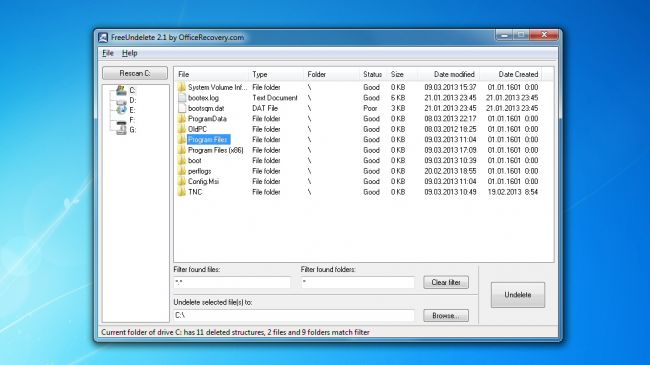 FreeUndelete 2.1 by OfficeRecovery.com
File Help
Rescan C:
C:
D:
E:
F:
G:
File Type Folder Status Size Date modified Date Created
System Volume Inf... File folder \ Good 0 KB 09.03.2013 15:37 01.01.1601 0:00
bootex.log Text Document \ Good 6 KB 21.01.2013 23:45 21.01.2013 23:45
bootsqm.dat DAT File \ Poor 3 KB 21.01.2013 23:45 21.01.2013 23:45
ProgramData File folder \ Good 0 KB 08.03.2012 22:17 01.01.1601 0:00
OldPC File folder \ Good 0 KB 08.03.2012 18:25 01.01.1601 0:00
Program Files File folder \ Good 0 KB 09.03.2013 11:04 01.01.1601 0:00
Program Files (x86) File folder \ Good 0 KB 09.03.2013 17:09 01.01.1601 0:00
boot File folder \ Good 0 KB 09.03.2013 10:39 01.01.1601 0:00
perflogs File folder \ Good 0 KB 20.02.2013 18:55 01.01.1601 0:00
Config.Msi File folder \ Good 0 KB 09.03.2013 11:04 01.01.1601 0:00
TNC File folder \ Good 0 KB 09.03.2013 10:49 19.02.2013 8:54
Filter found files: Filter found folders:
*.* * Clear filter
Undelete
Undelete selected file(s) to:
C:\ Browse...
Current folder of drive C: has 11 deleted structures, 2 files and 9 folders match filter